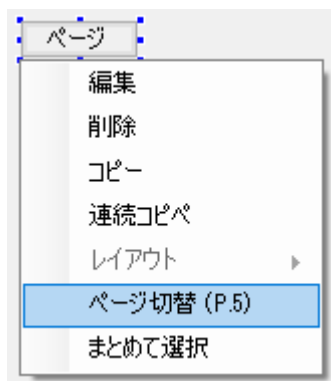 ページ
編集
削除
コピー
連続コピペ
レイアウト
ページ切替 (P.5)
まとめて選択